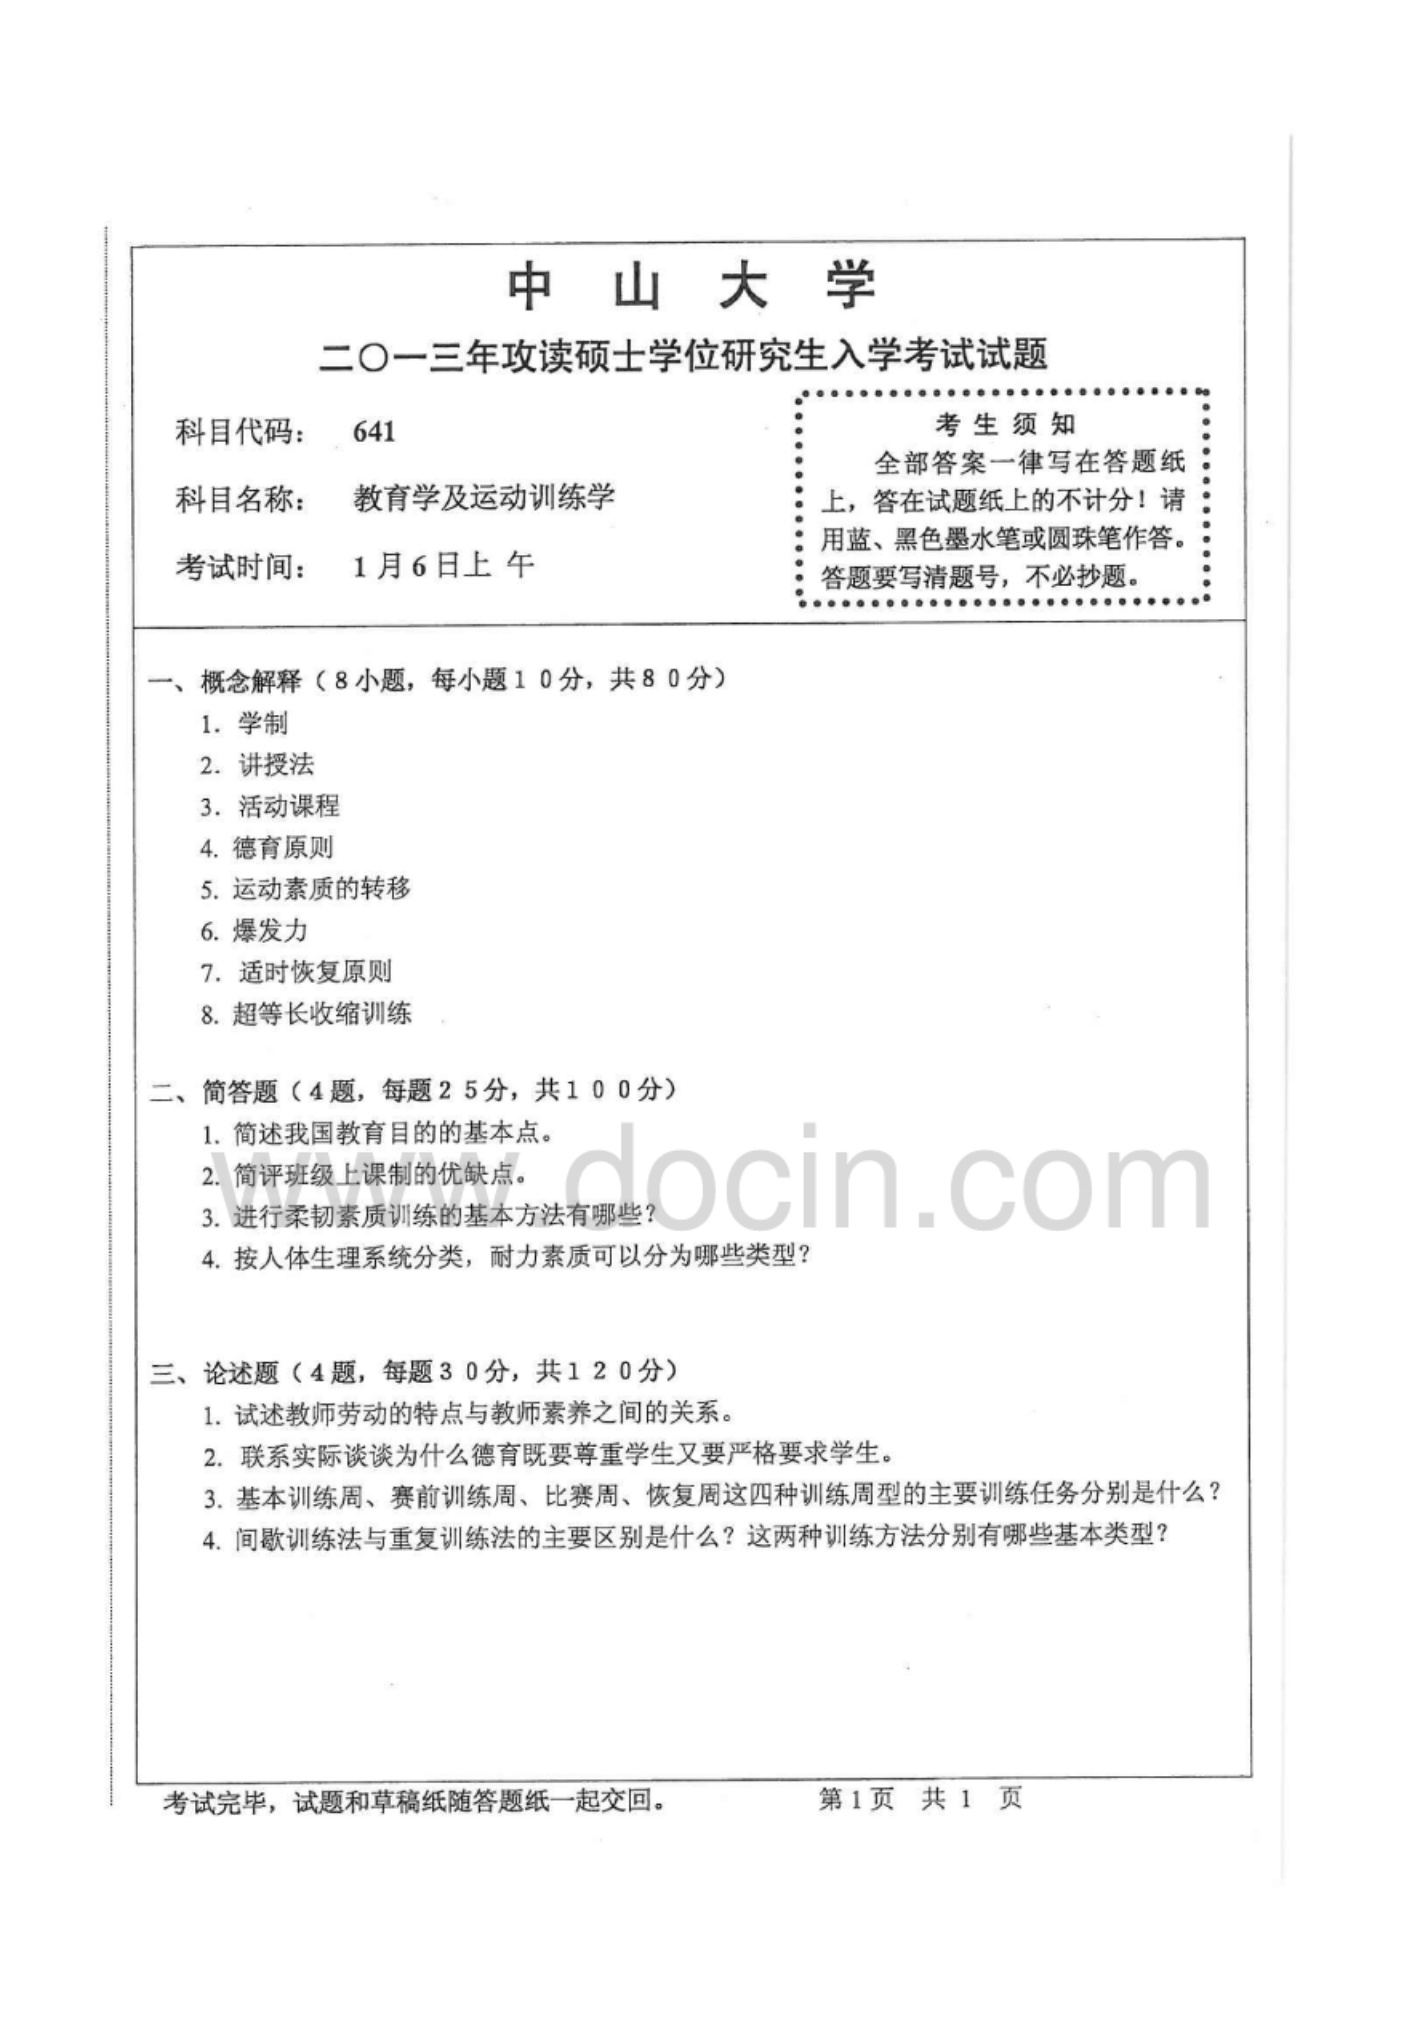 中 山 大 学
二〇一三年攻读硕士学位研究生入学考试试题
科目代码： 641
科目名称： 教育学及运动训练学
考试时间： 1 月 6 日上 午
考 生 须 知
全部答案一律写在答题纸
上，答在试题纸上的不计分！请
用蓝、黑色墨水笔或圆珠笔作答。
答题要写清题号，不必抄题。
一、概念解释（8小题，每小题10分，共80分）
1. 学制
2. 讲授法
3. 活动课程
4. 德育原则
5. 运动素质的转移
6. 爆发力
7. 适时恢复原则
8. 超等长收缩训练
二、简答题（4题，每题25分，共100分）
1. 简述我国教育目的的基本点。
2. 简评班级上课制的优缺点。
3. 进行柔韧素质训练的基本方法有哪些？
4. 按人体生理系统分类，耐力素质可以分为哪些类型？
www.docin.com
三、论述题（4题，每题30分，共120分）
1. 试述教师劳动的特点与教师素养之间的关系。
2. 联系实际谈谈为什么德育既要尊重学生又要严格要求学生。
3. 基本训练周、赛前训练周、比赛周、恢复周这四种训练周型的主要训练任务分别是什么？
4. 间歇训练法与重复训练法的主要区别是什么？这两种训练方法分别有哪些基本类型？
考试完毕，试题和草稿纸随答题纸一起交回。 第 1 页 共 1 页